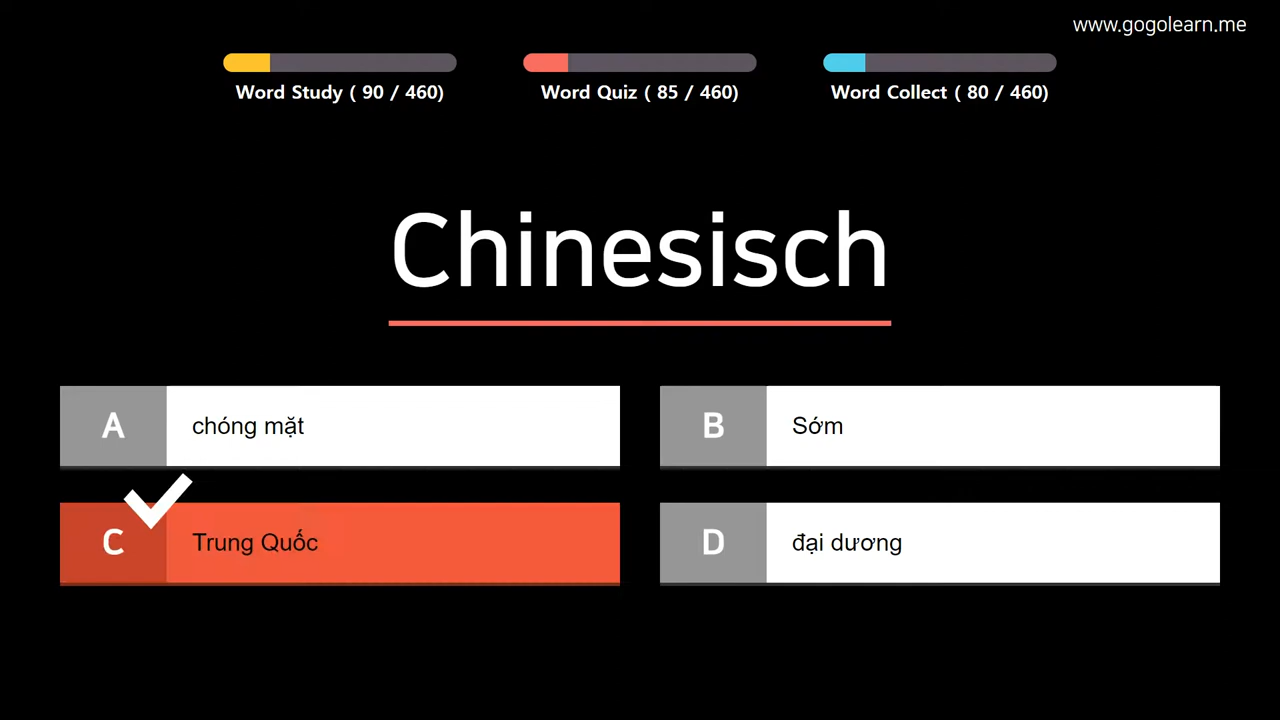 www.gogolearn.me
Word Study ( 90 / 460)
Word Quiz ( 85 / 460)
Word Collect ( 80 / 460)
Chinesisch
A
chóng mặt
B
Sớm
C
Trung Quốc
D
đại dương